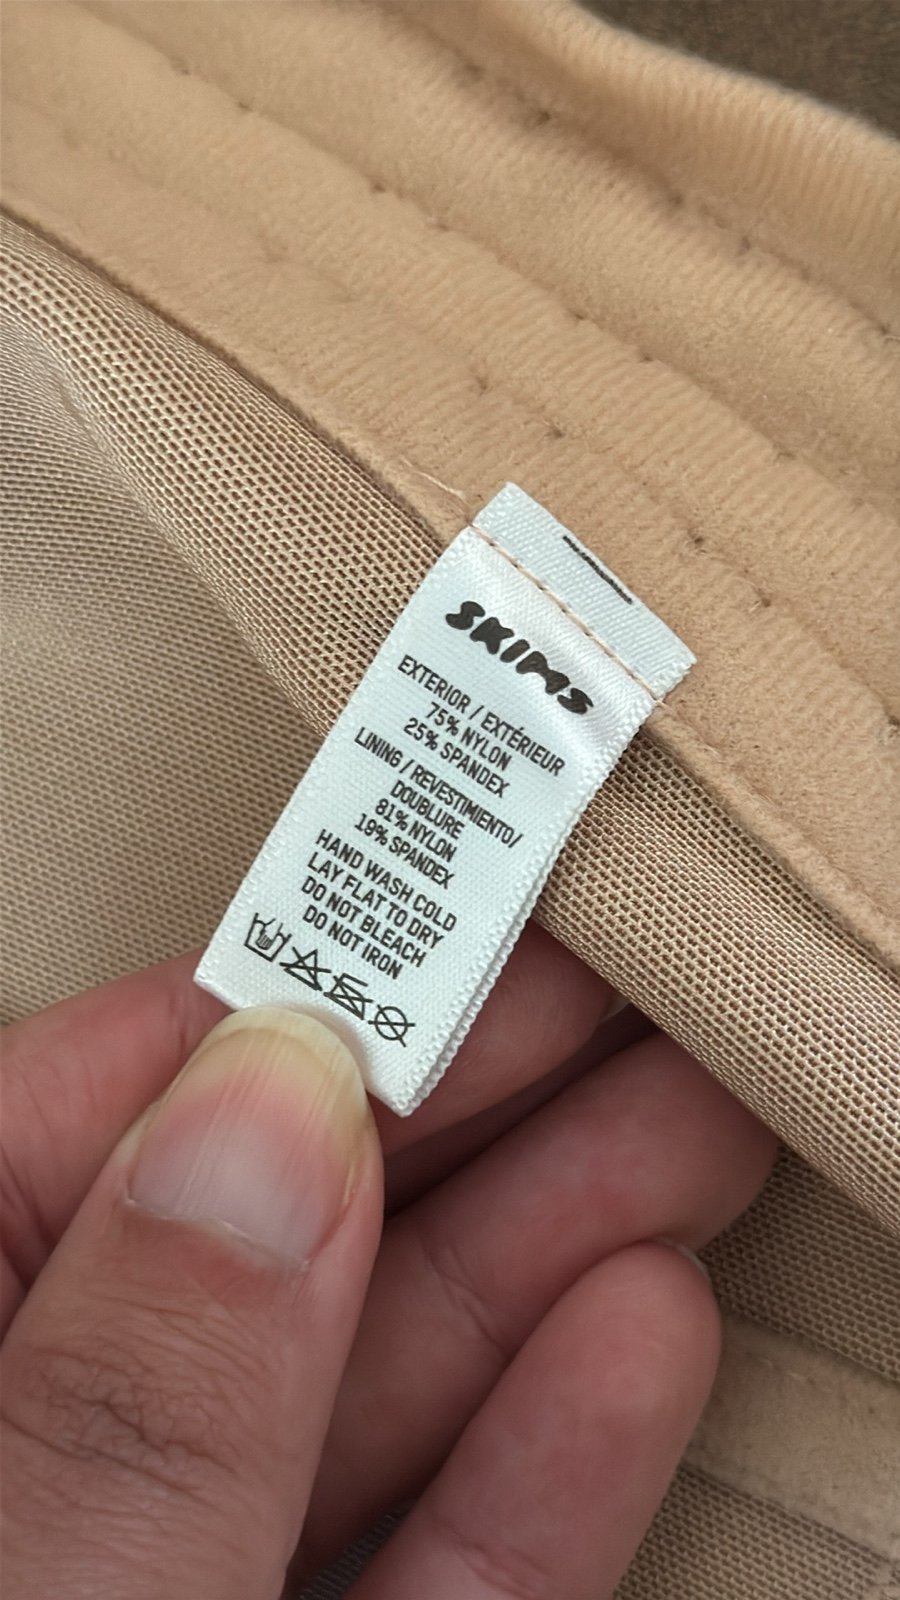 SKIMS
EXTERIOR / EXTÉRIEUR
75% NYLON
25% SPANDEX
LINING / REVESTIMIENTO/
DOUBLURE
81% NYLON
19% SPANDEX
HAND WASH COLD
LAY FLAT TO DRY
DO NOT BLEACH
DO NOT IRON